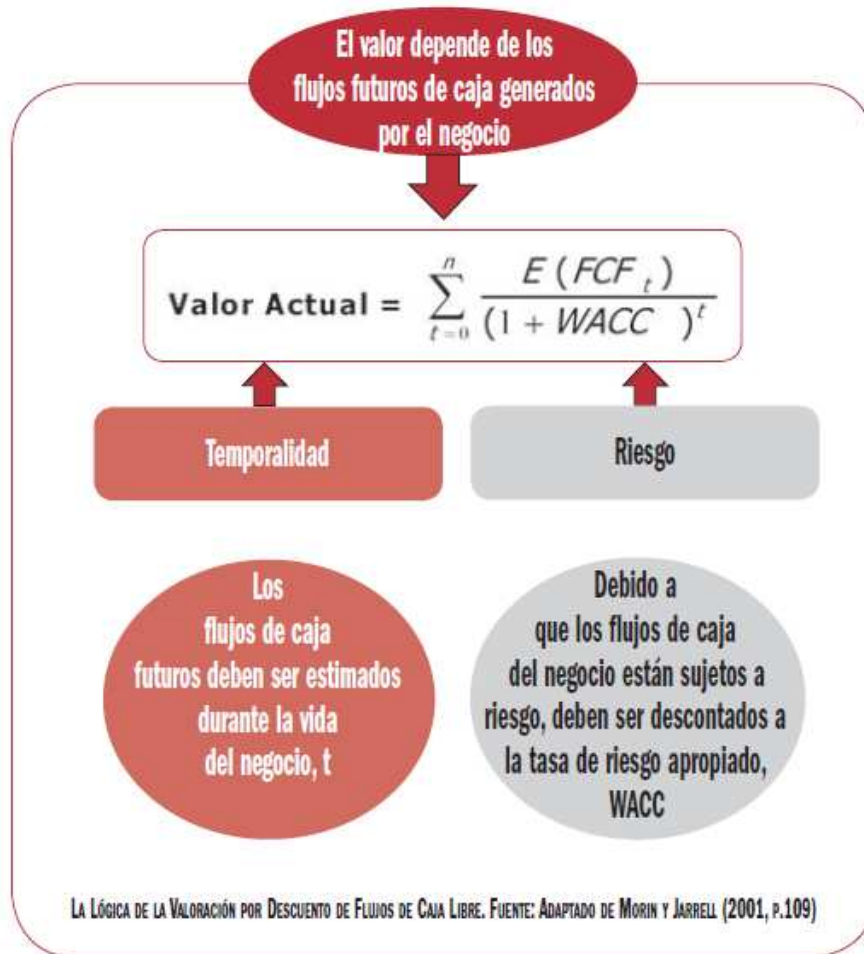 El valor depende de los
flujos futuros de caja generados
por el negocio
Valor Actual = \sum_{t=0}^{n} \frac{E(FCF_t)}{(1 + WACC)^t}
Temporalidad
Riesgo
Los
flujos de caja
futuros deben ser estimados
durante la vida
del negocio, t
Debido a
que los flujos de caja
del negocio están sujetos a
riesgo, deben ser descontados a
la tasa de riesgo apropiado,
WACC
LA LÓGICA DE LA VALORACIÓN POR DESCUENTO DE FLUJOS DE CAJA LIBRE. FUENTE: ADAPTADO DE MORIN Y JARRELL (2001, P.109)